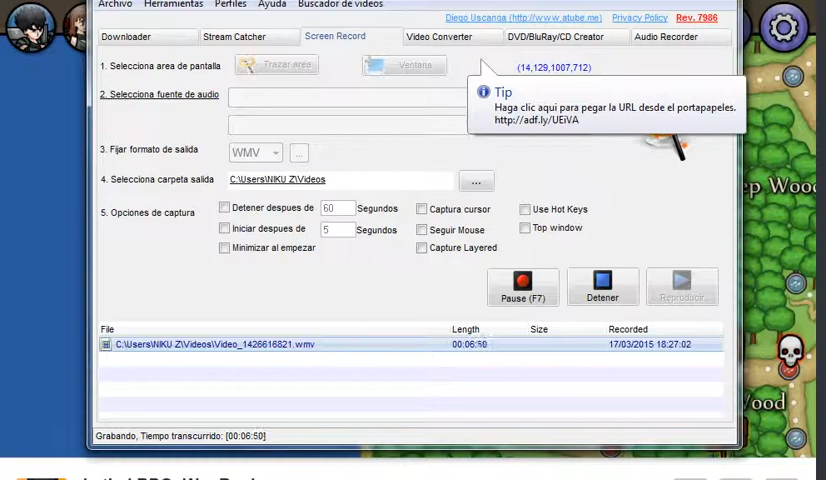 Archivo Herramientas Perfiles Ayuda Buscador de videos
Diego Uscanga (http://www.atube.me) Privacy Policy Rev. 7986
Downloader Stream Catcher Screen Record Video Converter DVD/BluRay/CD Creator Audio Recorder
1. Selecciona area de pantalla Trazar area Ventana (14,129,1007,712)
2. Selecciona fuente de audio
Tip
Haga clic aqui para pegar la URL desde el portapapeles.
http://adf.ly/UEiVA
3. Fijar formato de salida WMV ...
4. Selecciona carpeta salida C:\Users\NIKU Z\Videos ...
5. Opciones de captura Detener despues de 60 Segundos Captura cursor Use Hot Keys
Iniciar despues de 5 Segundos Seguir Mouse Top window
Minimizar al empezar Capture Layered
Pause (F7) Detener Reproducir
File Length Size Recorded
C:\Users\NIKU Z\Videos\Video_1426616821.wmv 00:06:50 17/03/2015 18:27:02
Grabando, Tiempo transcurrido: [00:06:50]
ep Wood
Wood